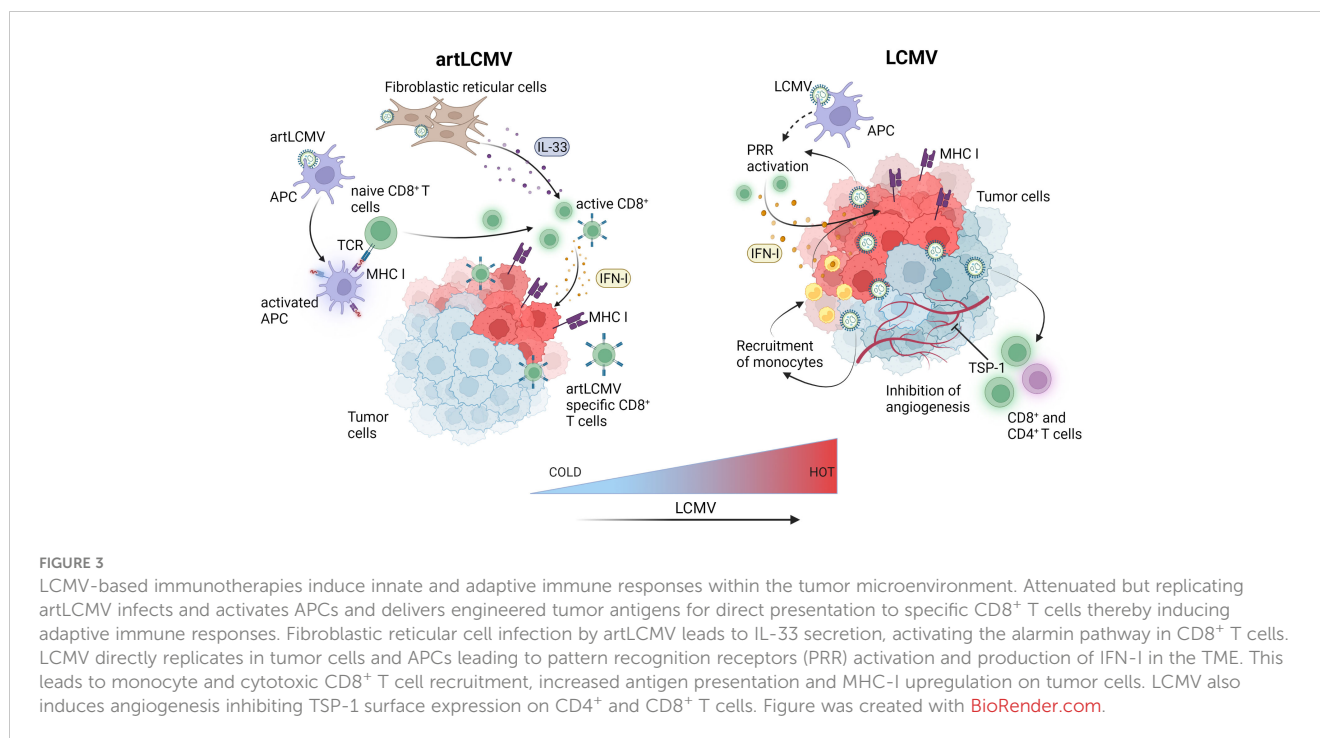 artLCMV
Fibroblastic reticular cells
artLCMV
IL-33
APC
naive CD8⁺ T
cells
active CD8⁺
TCR
MHC I
IFN-I
activated
APC
MHC I
artLCMV
specific CD8⁺
T cells
Tumor
cells
LCMV
LCMV
APC
PRR
activation
MHC I
Tumor cells
IFN-I
Recruitment
of monocytes
TSP-1
Inhibition of
angiogenesis
CD8⁺ and
CD4⁺ T cells
COLD
HOT
LCMV
FIGURE 3
LCMV-based immunotherapies induce innate and adaptive immune responses within the tumor microenvironment. Attenuated but replicating
artLCMV infects and activates APCs and delivers engineered tumor antigens for direct presentation to specific CD8⁺ T cells thereby inducing
adaptive immune responses. Fibroblastic reticular cell infection by artLCMV leads to IL-33 secretion, activating the alarmin pathway in CD8⁺ T cells.
LCMV directly replicates in tumor cells and APCs leading to pattern recognition receptors (PRR) activation and production of IFN-I in the TME. This
leads to monocyte and cytotoxic CD8⁺ T cell recruitment, increased antigen presentation and MHC-I upregulation on tumor cells. LCMV also
induces angiogenesis inhibiting TSP-1 surface expression on CD4⁺ and CD8⁺ T cells. Figure was created with BioRender.com.